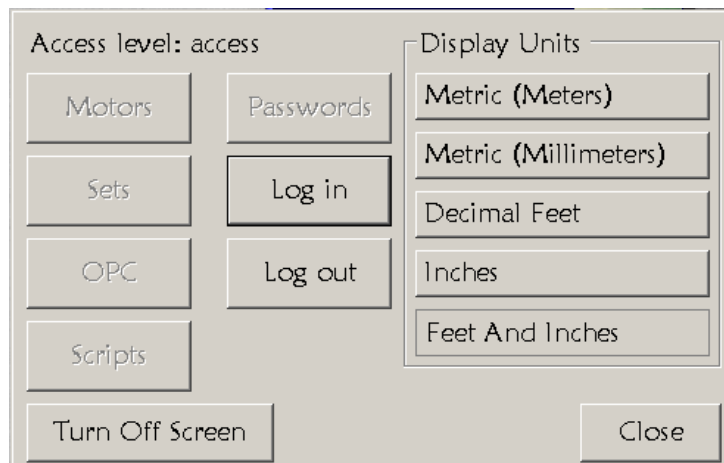 Access level: access
Motors
Passwords
Sets
Log in
OPC
Log out
Scripts
Turn Off Screen
Display Units
Metric (Meters)
Metric (Millimeters)
Decimal Feet
Inches
Feet And Inches
Close